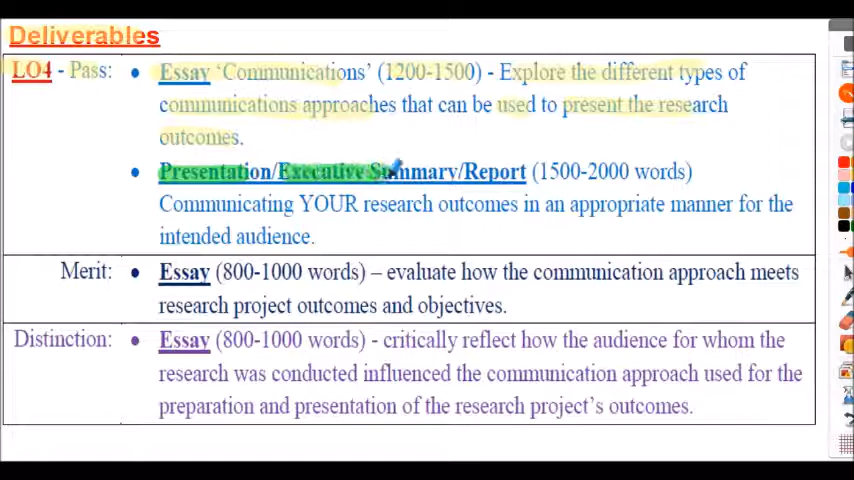 Deliverables
LO4 - Pass: • Essay ‘Communications’ (1200-1500) - Explore the different types of
communications approaches that can be used to present the research
outcomes.
• Presentation/Executive Summary/Report (1500-2000 words)
Communicating YOUR research outcomes in an appropriate manner for the
intended audience.
Merit: • Essay (800-1000 words) – evaluate how the communication approach meets
research project outcomes and objectives.
Distinction: • Essay (800-1000 words) - critically reflect how the audience for whom the
research was conducted influenced the communication approach used for the
preparation and presentation of the research project’s outcomes.